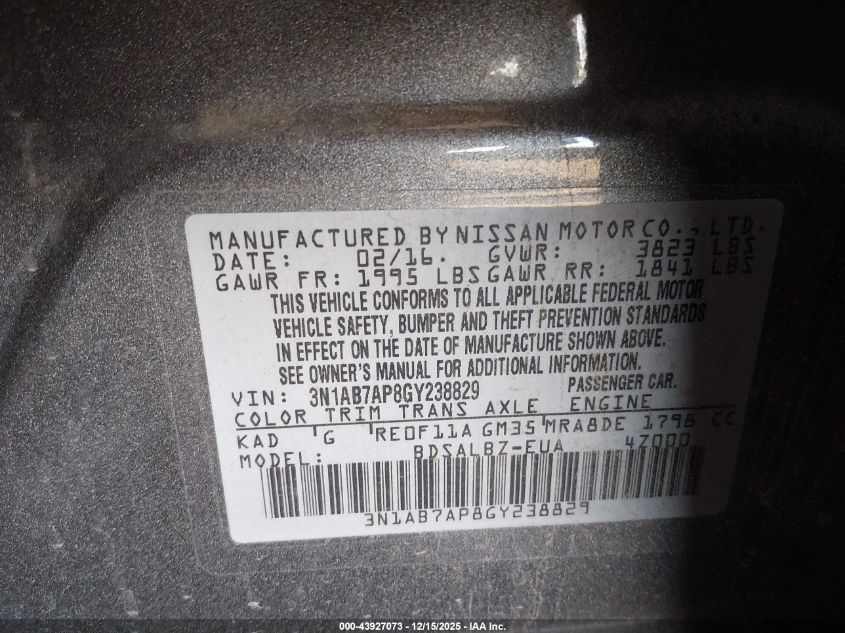 MANUFACTURED BY NISSAN MOTOR CO., LTD.
DATE: 02/16. GVWR: 3823 LBS
GAWR FR: 1995 LBS GAWR RR: 1841 LBS
THIS VEHICLE CONFORMS TO ALL APPLICABLE FEDERAL MOTOR
VEHICLE SAFETY, BUMPER AND THEFT PREVENTION STANDARDS
IN EFFECT ON THE DATE OF MANUFACTURE SHOWN ABOVE.
SEE OWNER'S MANUAL FOR ADDITIONAL INFORMATION.
VIN: 3N1AB7AP8GY238829 PASSENGER CAR.
COLOR TRIM TRANS AXLE ENGINE
KAD G RE0F11A GM35 MRA8DE 1798 CC
MODEL: BDSALBZ-EUA 47000
3N1AB7AP8GY238829
000-43927073 - 12/15/2025 - IAA Inc.